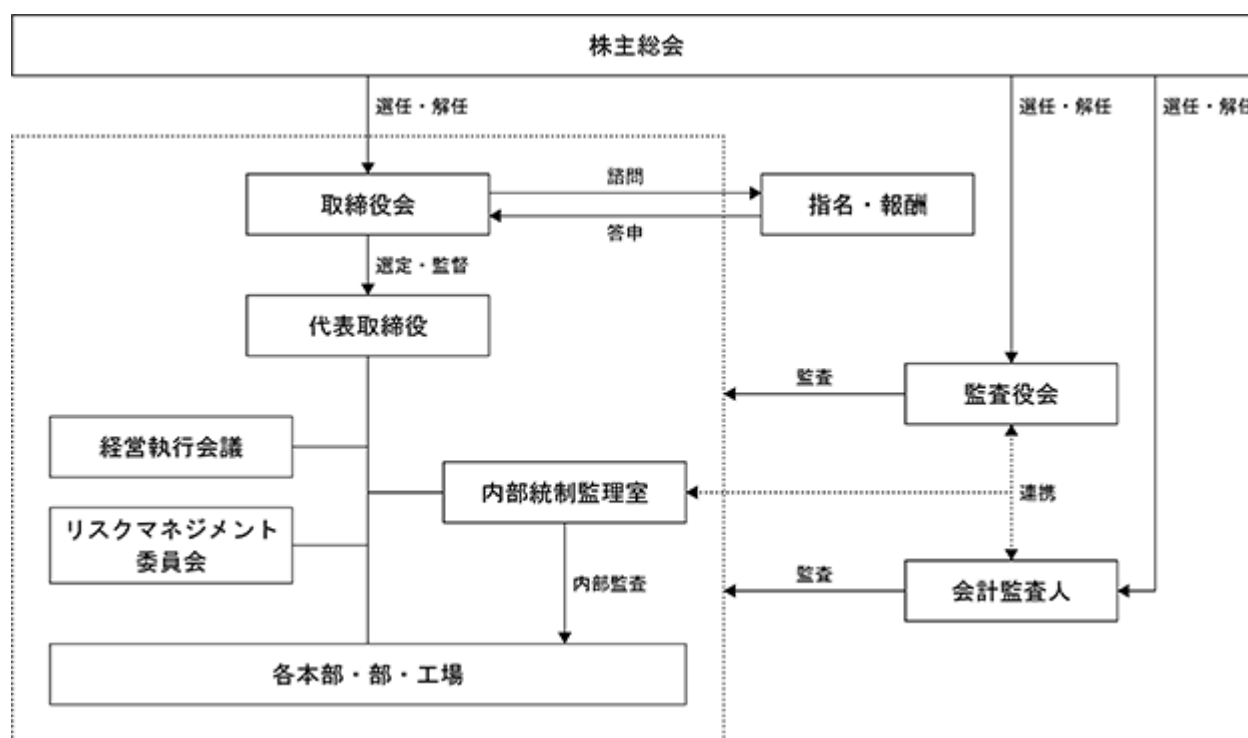 株主総会
選任・解任
選任・解任
選任・解任
取締役会
諮問
答申
指名・報酬
選定・監督
代表取締役
監査
監査役会
経営執行会議
内部統制監理室
連携
リスクマネジメント
委員会
内部監査
監査
会計監査人
各本部・部・工場